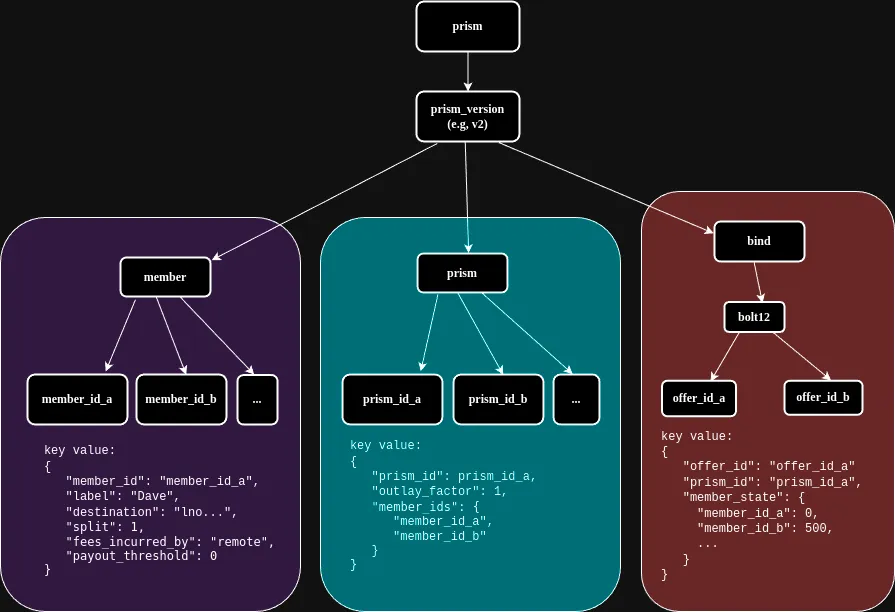 prism
prism_version
(e.g, v2)
member
prism
bind
bolt12
member_id_a
member_id_b
...
prism_id_a
prism_id_b
...
offer_id_a
offer_id_b
key value:
{
"member_id": "member_id_a",
"label": "Dave",
"destination": "lno...",
"split": 1,
"fees_incurred_by": "remote",
"payout_threshold": 0
}
key value:
{
"prism_id": prism_id_a,
"outlay_factor": 1,
"member_ids": {
"member_id_a",
"member_id_b"
}
}
key value:
{
"offer_id": "offer_id_a"
"prism_id": "prism_id_a",
"member_state": {
"member_id_a": 0,
"member_id_b": 500,
...
}
}